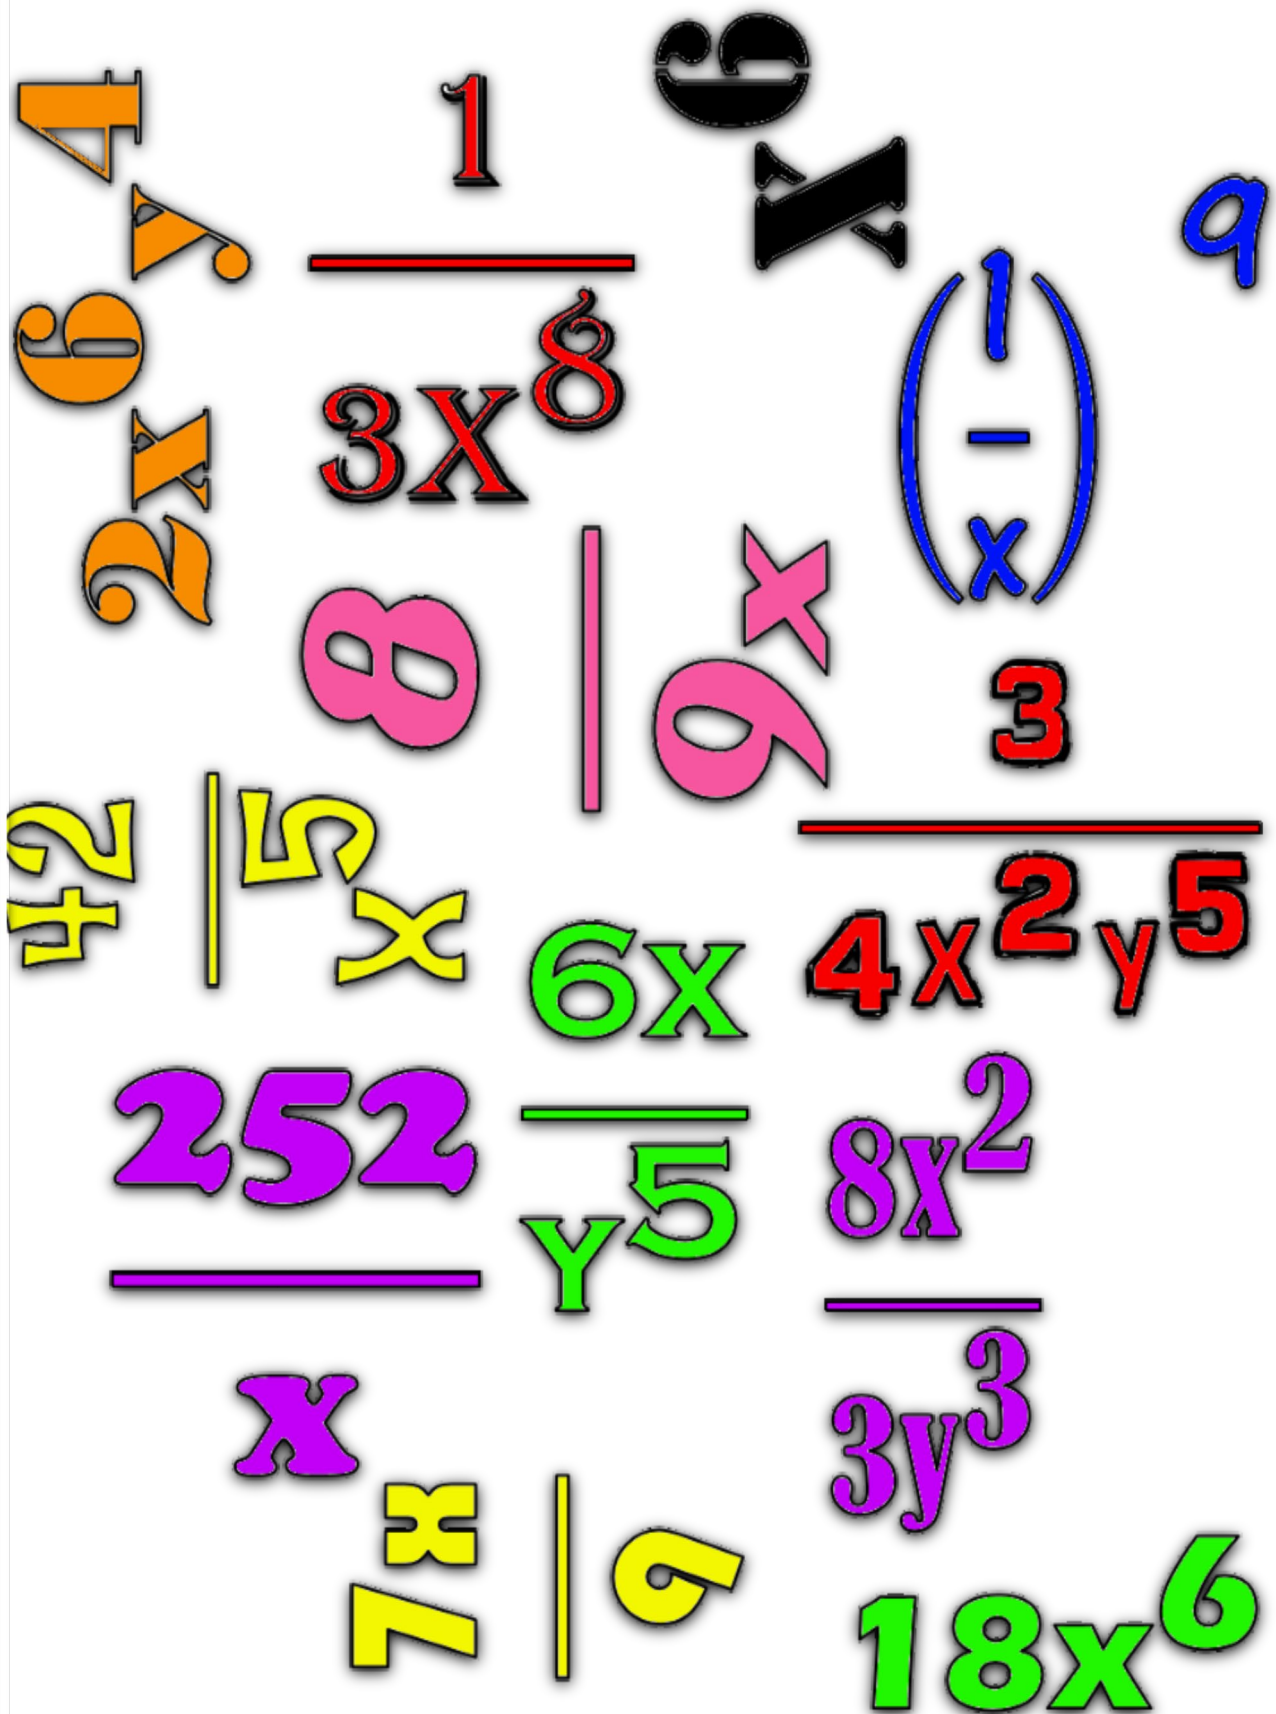 2x⁶y⁴
1
3x⁸
x⁶
(1/x)⁹
8
9x
3
4x²y⁵
42
x⁵
6x
y⁵
252
x
8x²
3y³
7x
9
18x⁶